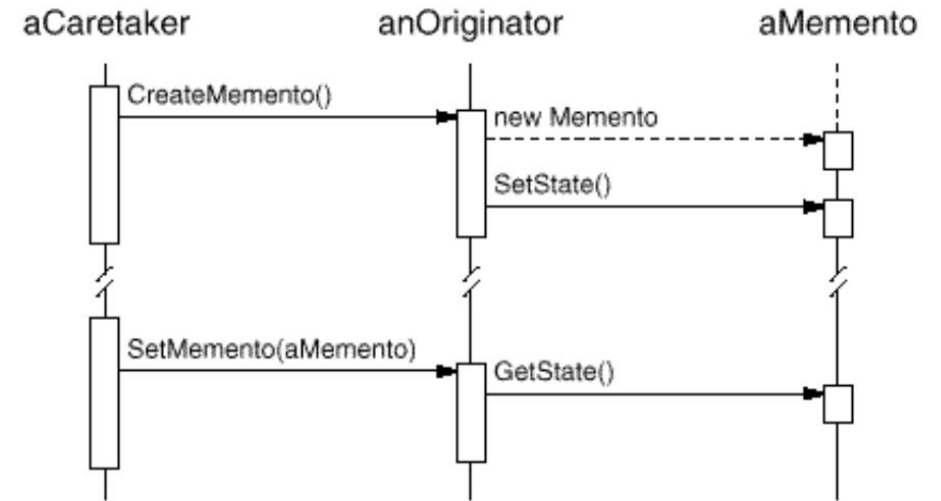 aCaretaker anOriginator aMemento
CreateMemento()
new Memento
SetState()
SetMemento(aMemento)
GetState()